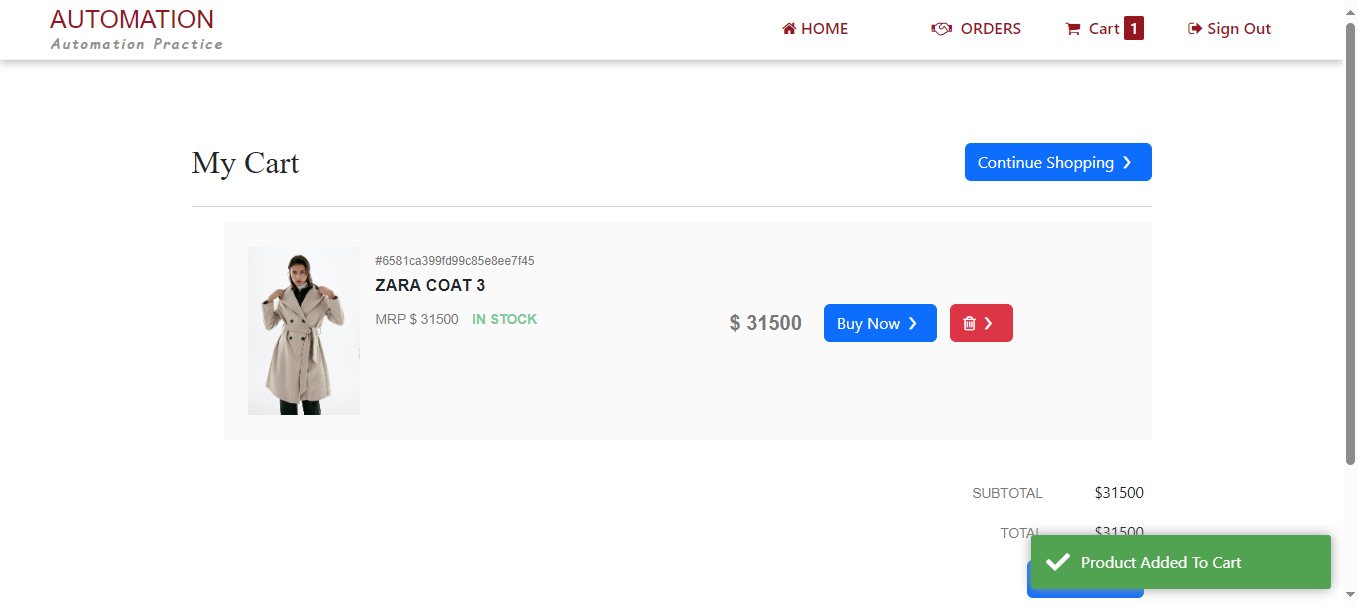 AUTOMATION
Automation Practice
HOME
ORDERS
Cart 1
Sign Out
My Cart
Continue Shopping
#6581ca399fd99c85e8ee7f45
ZARA COAT 3
MRP $ 31500 IN STOCK
$ 31500
Buy Now
SUBTOTAL $31500
TOTAL $31500
Product Added To Cart